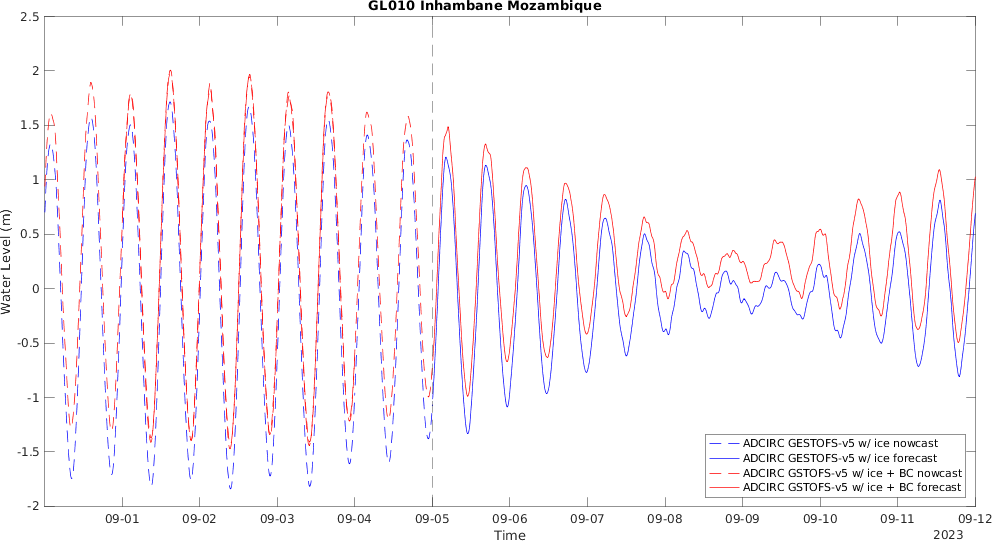 GL010 Inhambane Mozambique
2.5
2
1.5
1
0.5
0
-0.5
-1
-1.5
-2
Water Level (m)
ADCIRC GESTOFS-v5 w/ ice nowcast
ADCIRC GESTOFS-v5 w/ ice forecast
ADCIRC GSTOFS-v5 w/ ice + BC nowcast
ADCIRC GSTOFS-v5 w/ ice + BC forecast
09-01 09-02 09-03 09-04 09-05 09-06 09-07 09-08 09-09 09-10 09-11 09-12
Time
2023